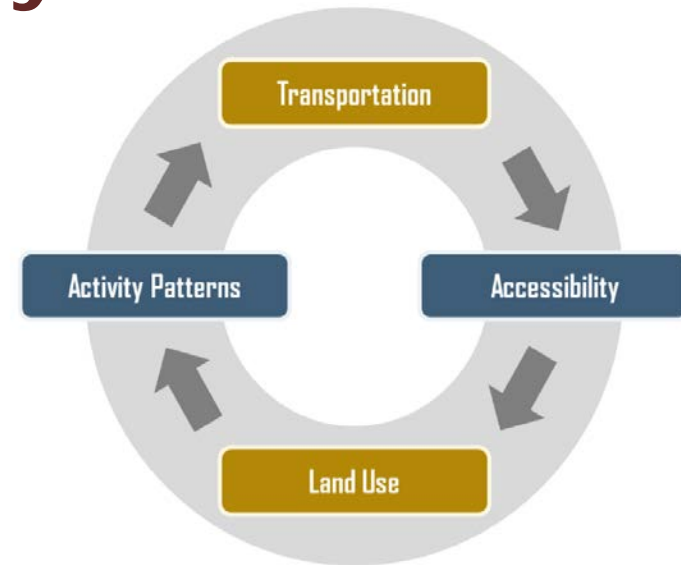 Transportation
Activity Patterns
Accessibility
Land Use